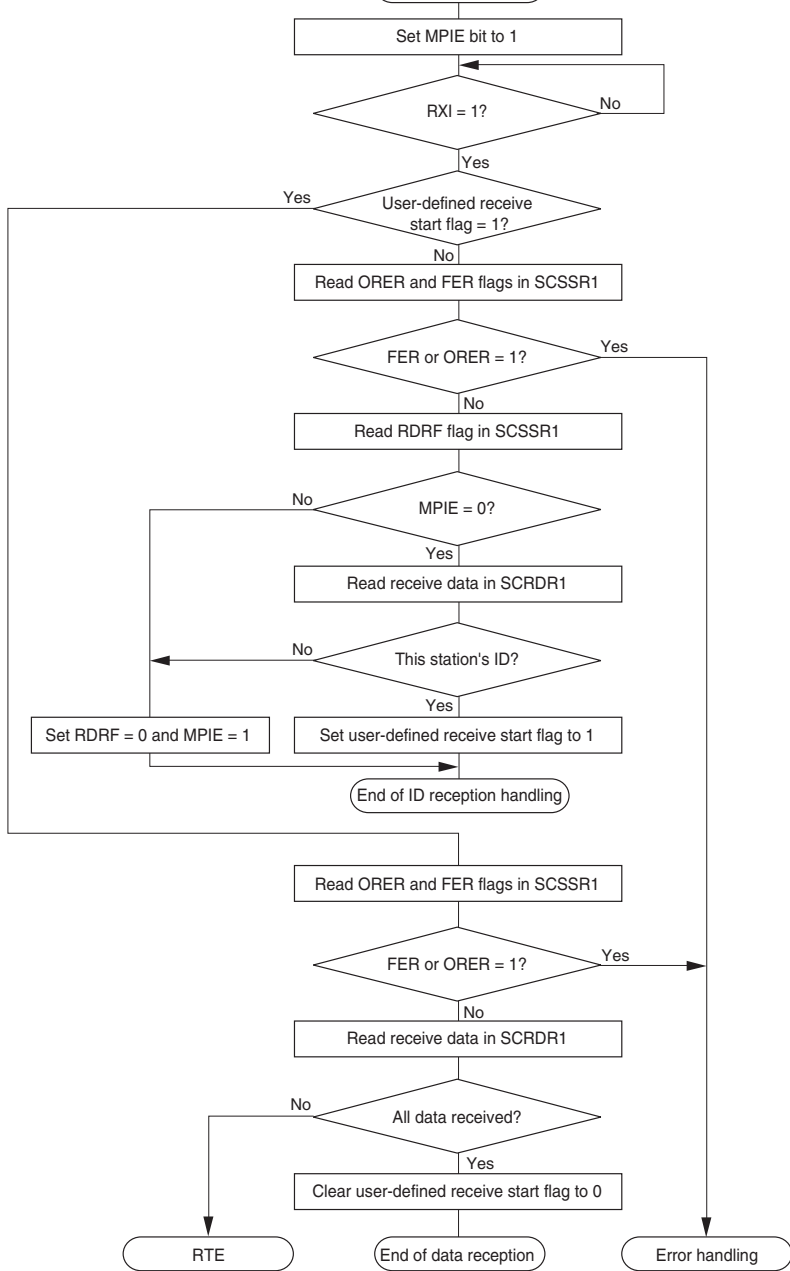 Set MPIE bit to 1
RXI = 1?
No
Yes
Yes
User-defined receive
start flag = 1?
No
Read ORER and FER flags in SCSSR1
FER or ORER = 1?
Yes
No
Read RDRF flag in SCSSR1
No
MPIE = 0?
Yes
Read receive data in SCRDR1
No
This station's ID?
Yes
Set RDRF = 0 and MPIE = 1
Set user-defined receive start flag to 1
End of ID reception handling
Read ORER and FER flags in SCSSR1
FER or ORER = 1?
Yes
No
Read receive data in SCRDR1
No
All data received?
Yes
Clear user-defined receive start flag to 0
RTE
End of data reception
Error handling